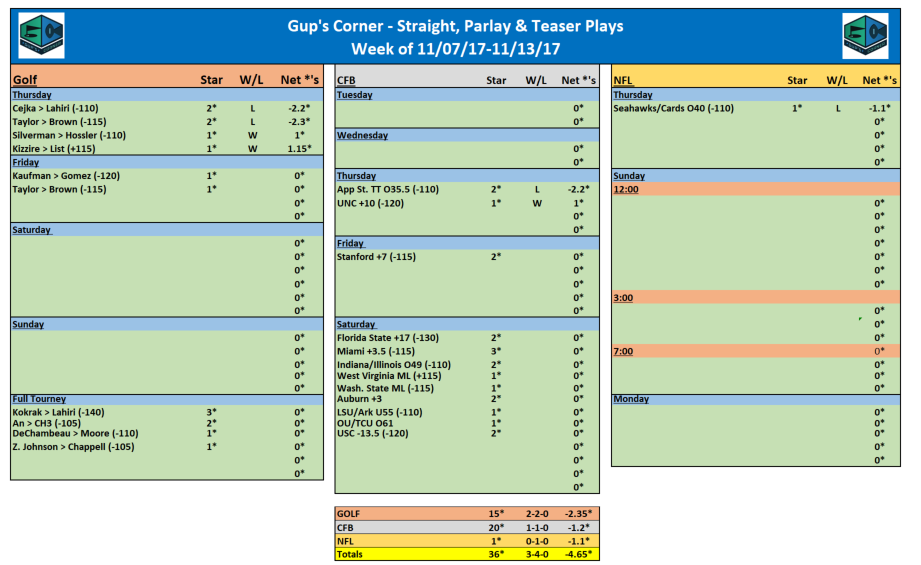 Gup's Corner - Straight, Parlay & Teaser Plays
Week of 11/07/17-11/13/17
Golf Star W/L Net *'s
Thursday
Cejka > Lahiri (-110) 2* L -2.2*
Taylor > Brown (-115) 2* L -2.3*
Silverman > Hossler (-110) 1* W 1*
Kizzire > List (+115) 1* W 1.15*
Friday
Kaufman > Gomez (-120) 1* 0*
Taylor > Brown (-115) 1* 0*
0*
0*
Saturday
0*
0*
0*
0*
0*
0*
Sunday
0*
0*
0*
0*
0*
Full Tourney
Kokrak > Lahiri (-140) 3* 0*
An > CH3 (-105) 2* 0*
DeChambeau > Moore (-110) 1* 0*
Z. Johnson > Chappell (-105) 1* 0*
0*
0*
CFB Star W/L Net *'s
Tuesday
0*
0*
Wednesday
0*
0*
Thursday
App St. TT O35.5 (-110) 2* L -2.2*
UNC +10 (-120) 1* W 1*
0*
0*
Friday
Stanford +7 (-115) 2* 0*
0*
0*
0*
0*
Saturday
Florida State +17 (-130) 2* 0*
Miami +3.5 (-115) 3* 0*
Indiana/Illinois O49 (-110) 2* 0*
West Virginia ML (+115) 1* 0*
Wash. State ML (-115) 1* 0*
Auburn +3 2* 0*
LSU/Ark U55 (-110) 1* 0*
OU/TCU O61 1* 0*
USC -13.5 (-120) 2* 0*
0*
0*
0*
0*
NFL Star W/L Net *'s
Thursday
Seahawks/Cards O40 (-110) 1* L -1.1*
0*
0*
0*
Sunday
12:00
0*
0*
0*
0*
0*
0*
0*
3:00
0*
0*
0*
7:00 0*
0*
0*
0*
Monday
0*
0*
0*
0*
0*
GOLF 15* 2-2-0 -2.35*
CFB 20* 1-1-0 -1.2*
NFL 1* 0-1-0 -1.1*
Totals 36* 3-4-0 -4.65*